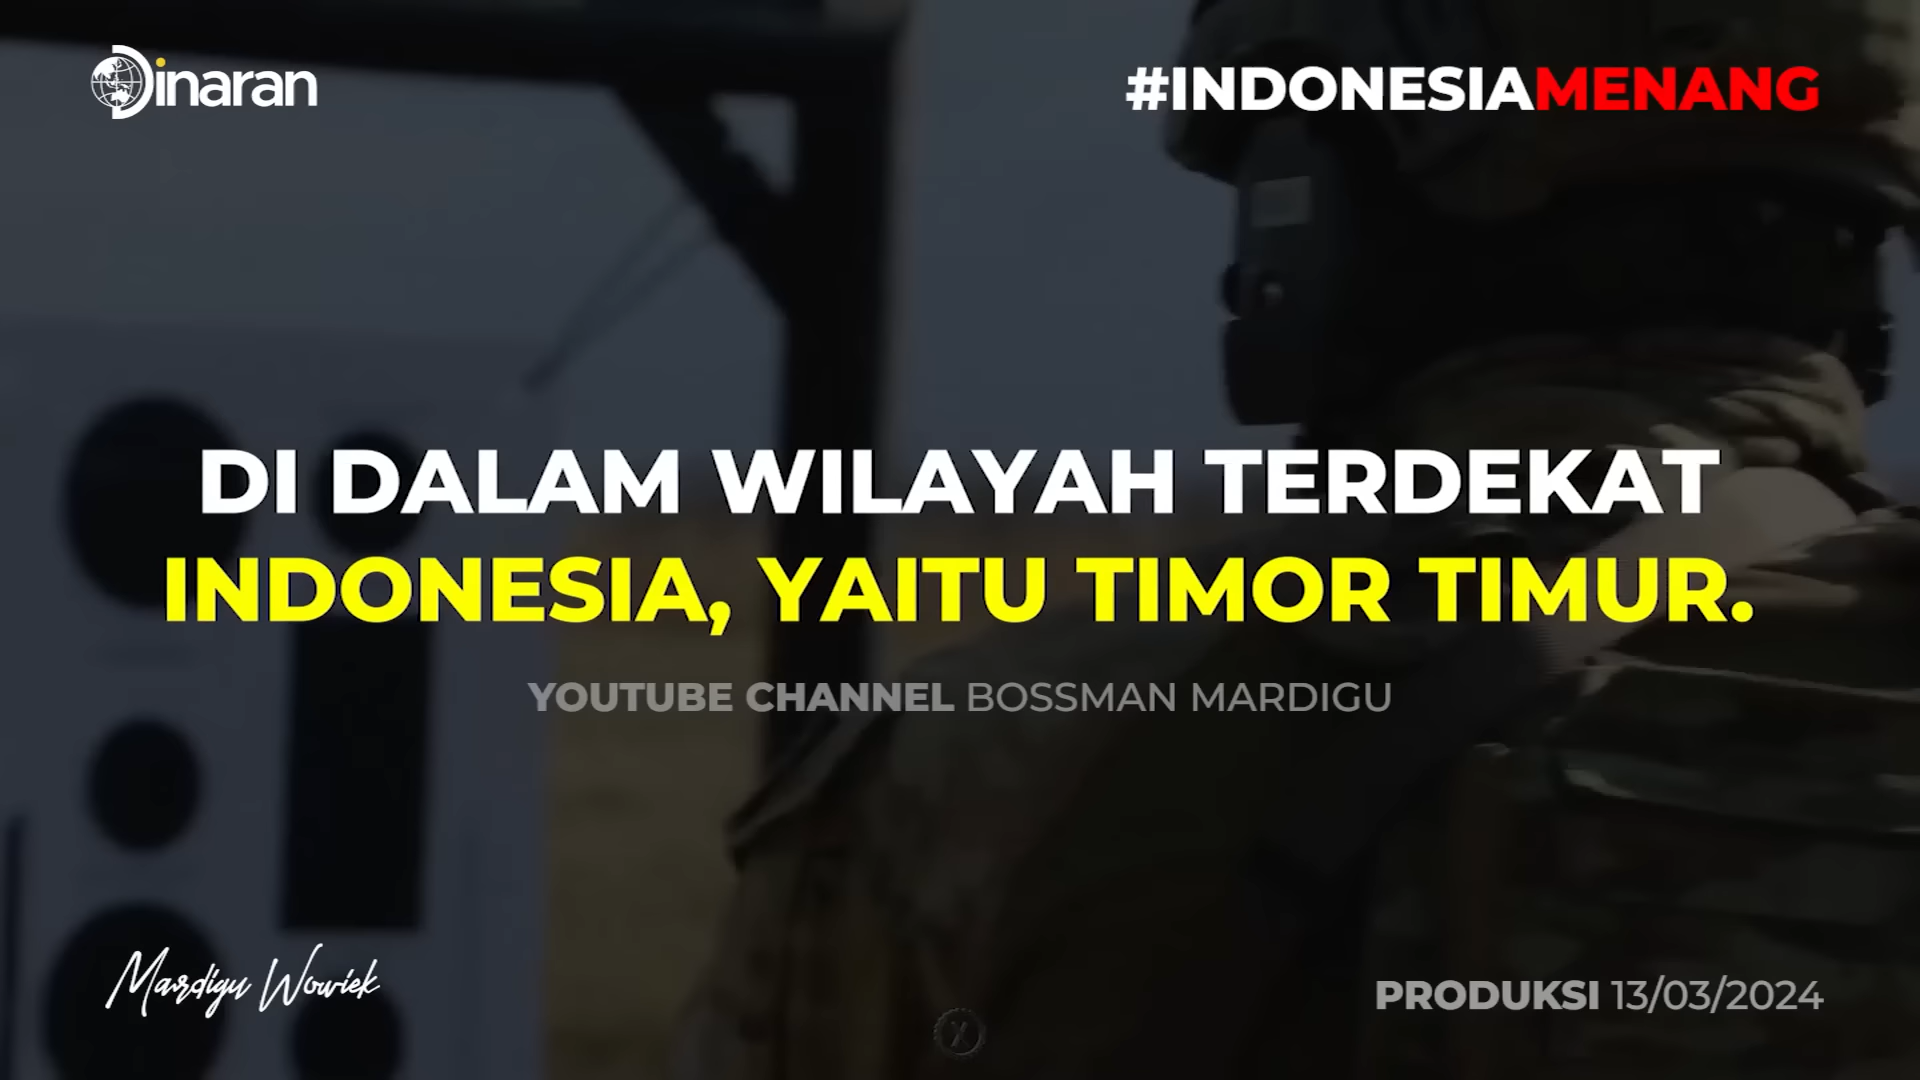 Dinaran
#INDONESIAMENANG
DI DALAM WILAYAH TERDEKAT
INDONESIA, YAITU TIMOR TIMUR.
YOUTUBE CHANNEL BOSSMAN MARDIGU
Mardigu Wowiek
PRODUKSI 13/03/2024